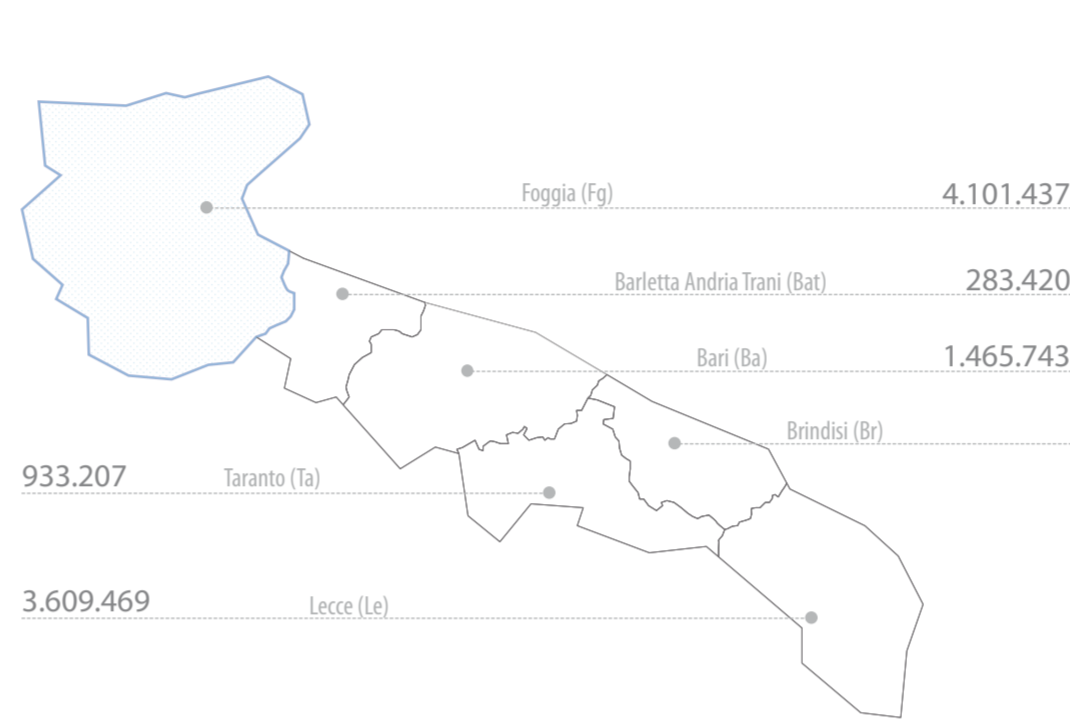 Foggia (Fg) 4.101.437
Barletta Andria Trani (Bat) 283.420
Bari (Ba) 1.465.743
Brindisi (Br)
933.207 Taranto (Ta)
3.609.469 Lecce (Le)